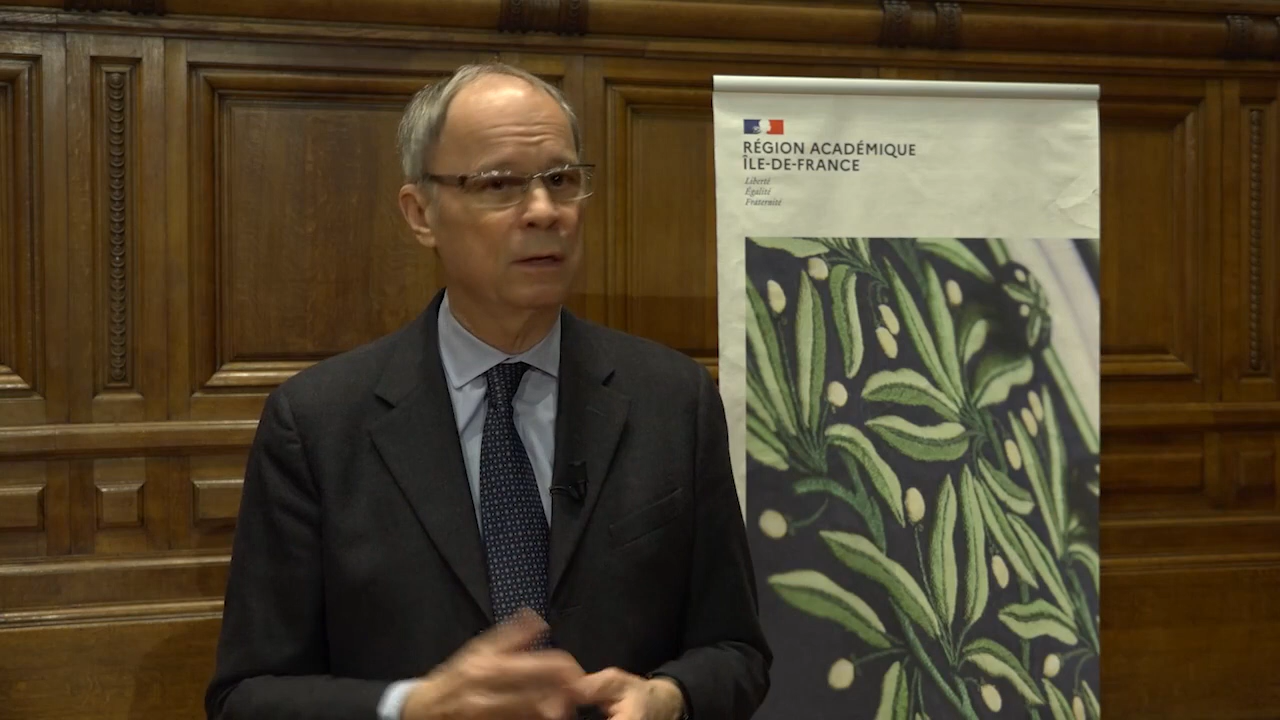 RÉGION ACADÉMIQUE
ÎLE-DE-FRANCE
Liberté
Égalité
Fraternité